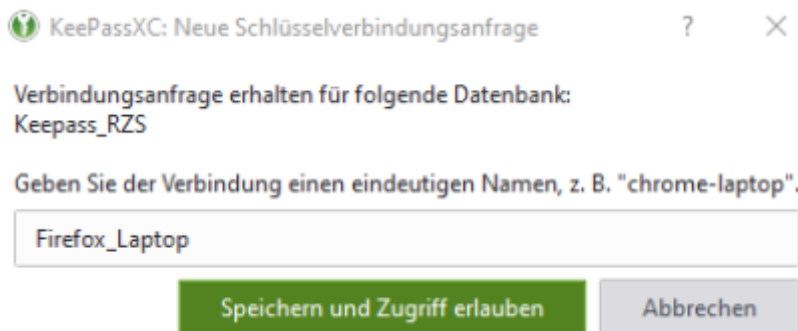 KeePassXC: Neue Schlüsselverbindungsanfrage ?
Verbindungsanfrage erhalten für folgende Datenbank:
Keepass_RZS
Geben Sie der Verbindung einen eindeutigen Namen, z. B. "chrome-laptop".
Firefox_Laptop
Speichern und Zugriff erlauben Abbrechen